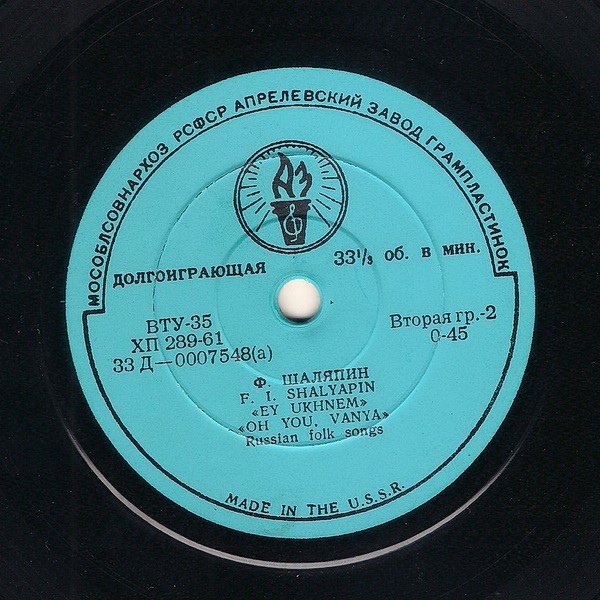 МОСОБЛСОВНАРХОЗ РСФСР АПРЕЛЕВСКИЙ ЗАВОД ГРАМПЛАСТИНОК
АЗ
ДОЛГОИГРАЮЩАЯ
33⅓ об. в мин.
ВТУ-35
ХП 289-61
33 Д—0007548(а)
Вторая гр.-2
0-45
Ф. ШАЛЯПИН
F. I. SHALYAPIN
«EY UKHNEM»
«OH YOU, VANYA»
Russian folk songs
MADE IN THE U.S.S.R.